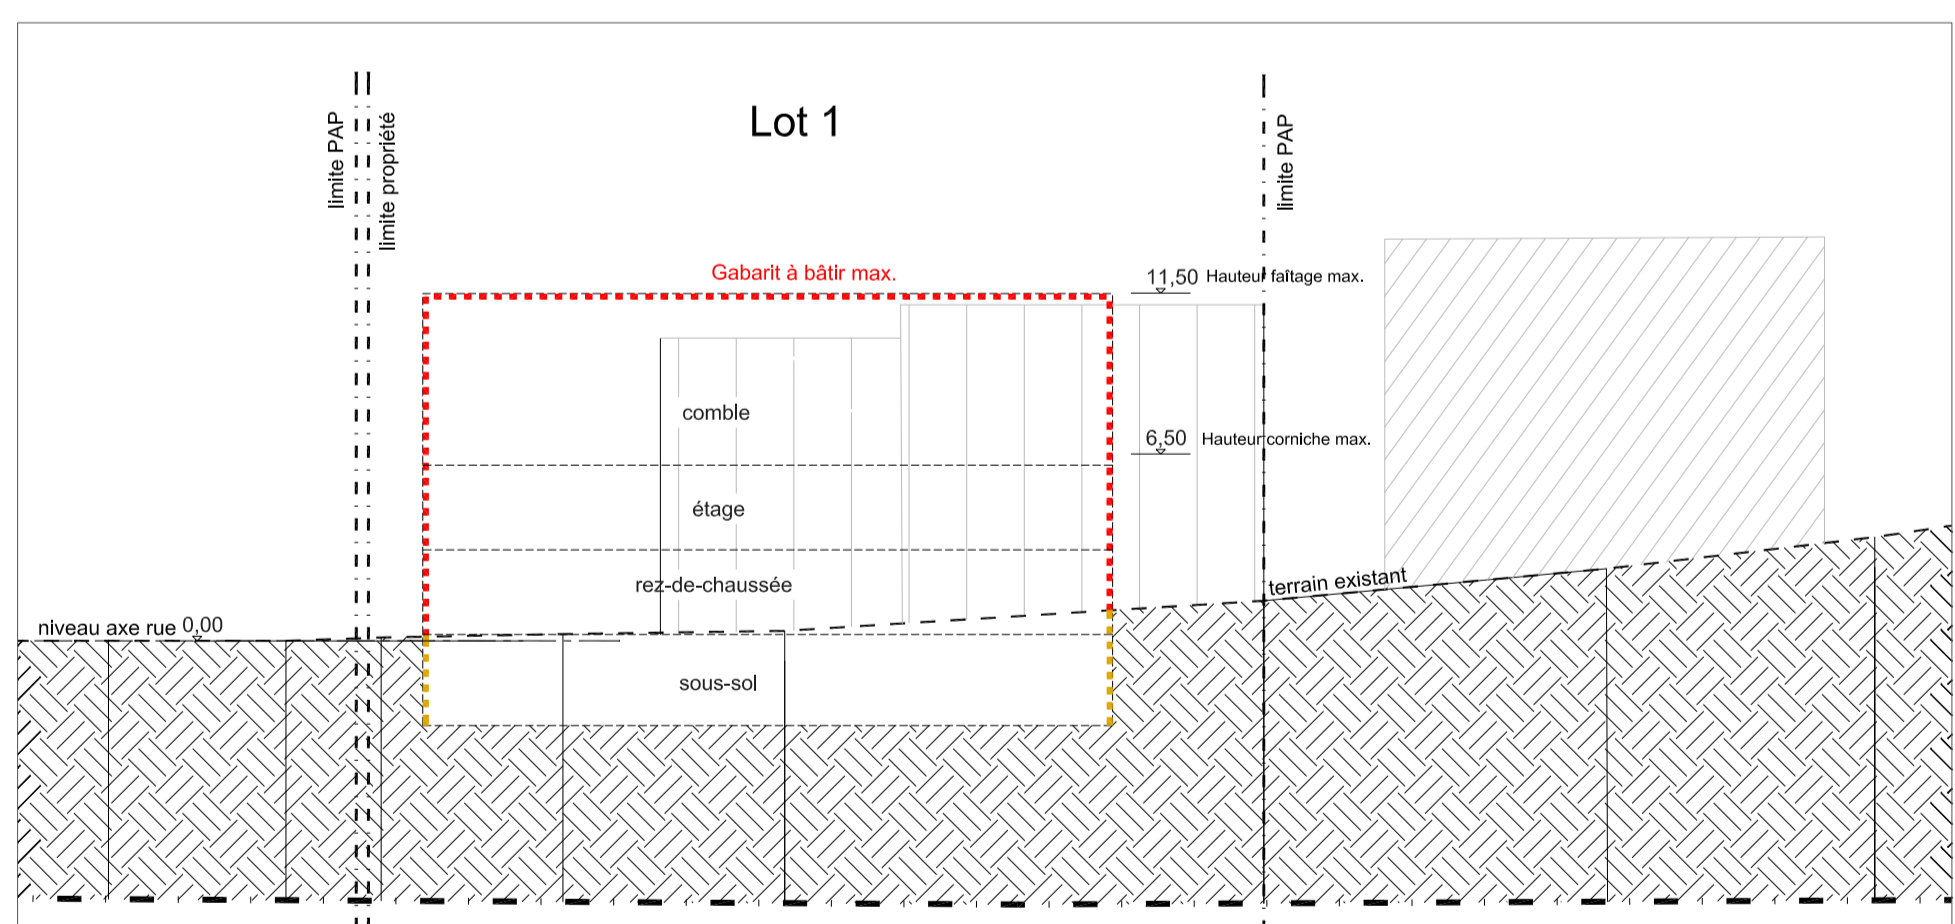 Lot 1
limite PAP
limite propriété
limite PAP
Gabarit à bâtir max.
11,50 Hauteur faîtage max.
comble
6,50 Hauteur corniche max.
étage
rez-de-chaussée
terrain existant
niveau axe rue 0,00
sous-sol